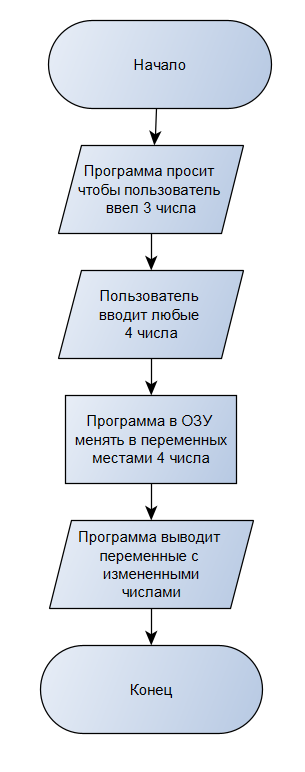 Начало
Программа просит
чтобы пользователь
ввел 3 числа
Пользователь
вводит любые
4 числа
Программа в ОЗУ
менять в переменных
местами 4 числа
Программа выводит
переменные с
измененными
числами
Конец